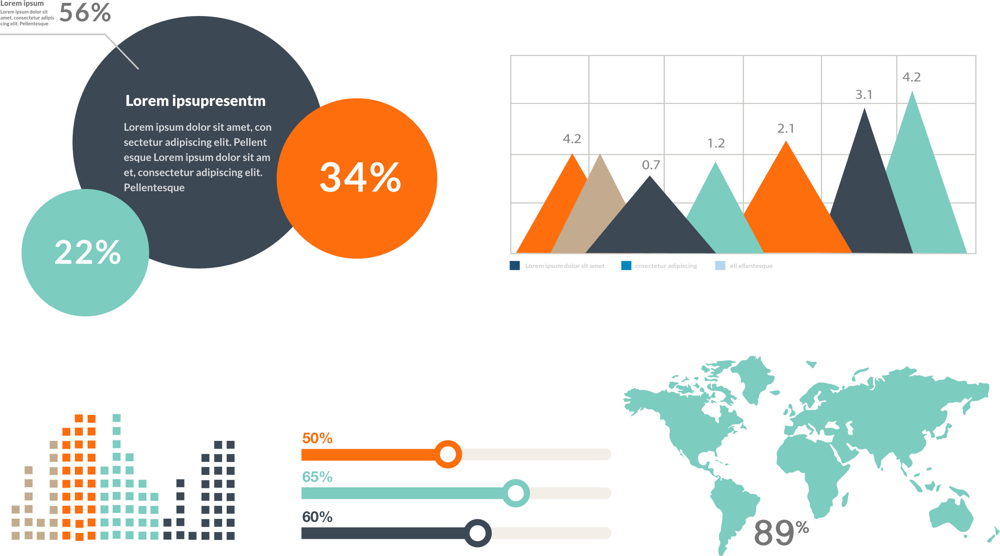 Lorem ipsum
Lorem ipsum dolor sit
amet, consectetur adipis
cing elit. Pellentesque
56%
Lorem ipsupresentm
Lorem ipsum dolor sit amet, con
sectetur adipiscing elit. Pellent
esque Lorem ipsum dolor sit am
et, consectetur adipiscing elit.
Pellentesque
34%
22%
4.2
0.7
1.2
2.1
3.1
4.2
Lorem ipsum dolor sit amet
cnsectetur adipiscing
eli ellentesque
50%
65%
60%
89%